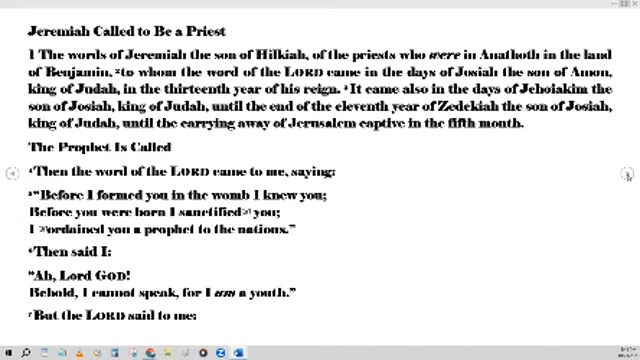 Jeremiah Called to Be a Priest
1 The words of Jeremiah the son of Hilkiah, of the priests who were in Anathoth in the land
of Benjamin, ²to whom the word of the LORD came in the days of Josiah the son of Amon,
king of Judah, in the thirteenth year of his reign. ³It came also in the days of Jehoiakim the
son of Josiah, king of Judah, until the end of the eleventh year of Zedekiah the son of Josiah,
king of Judah, until the carrying away of Jerusalem captive in the fifth month.
The Prophet Is Called
⁴Then the word of the LORD came to me, saying:
⁵“Before I formed you in the womb I knew you;
Before you were born I sanctified you;
I ordained you a prophet to the nations.”
⁶Then said I:
“Ah, Lord GOD!
Behold, I cannot speak, for I am a youth.”
⁷But the LORD said to me: